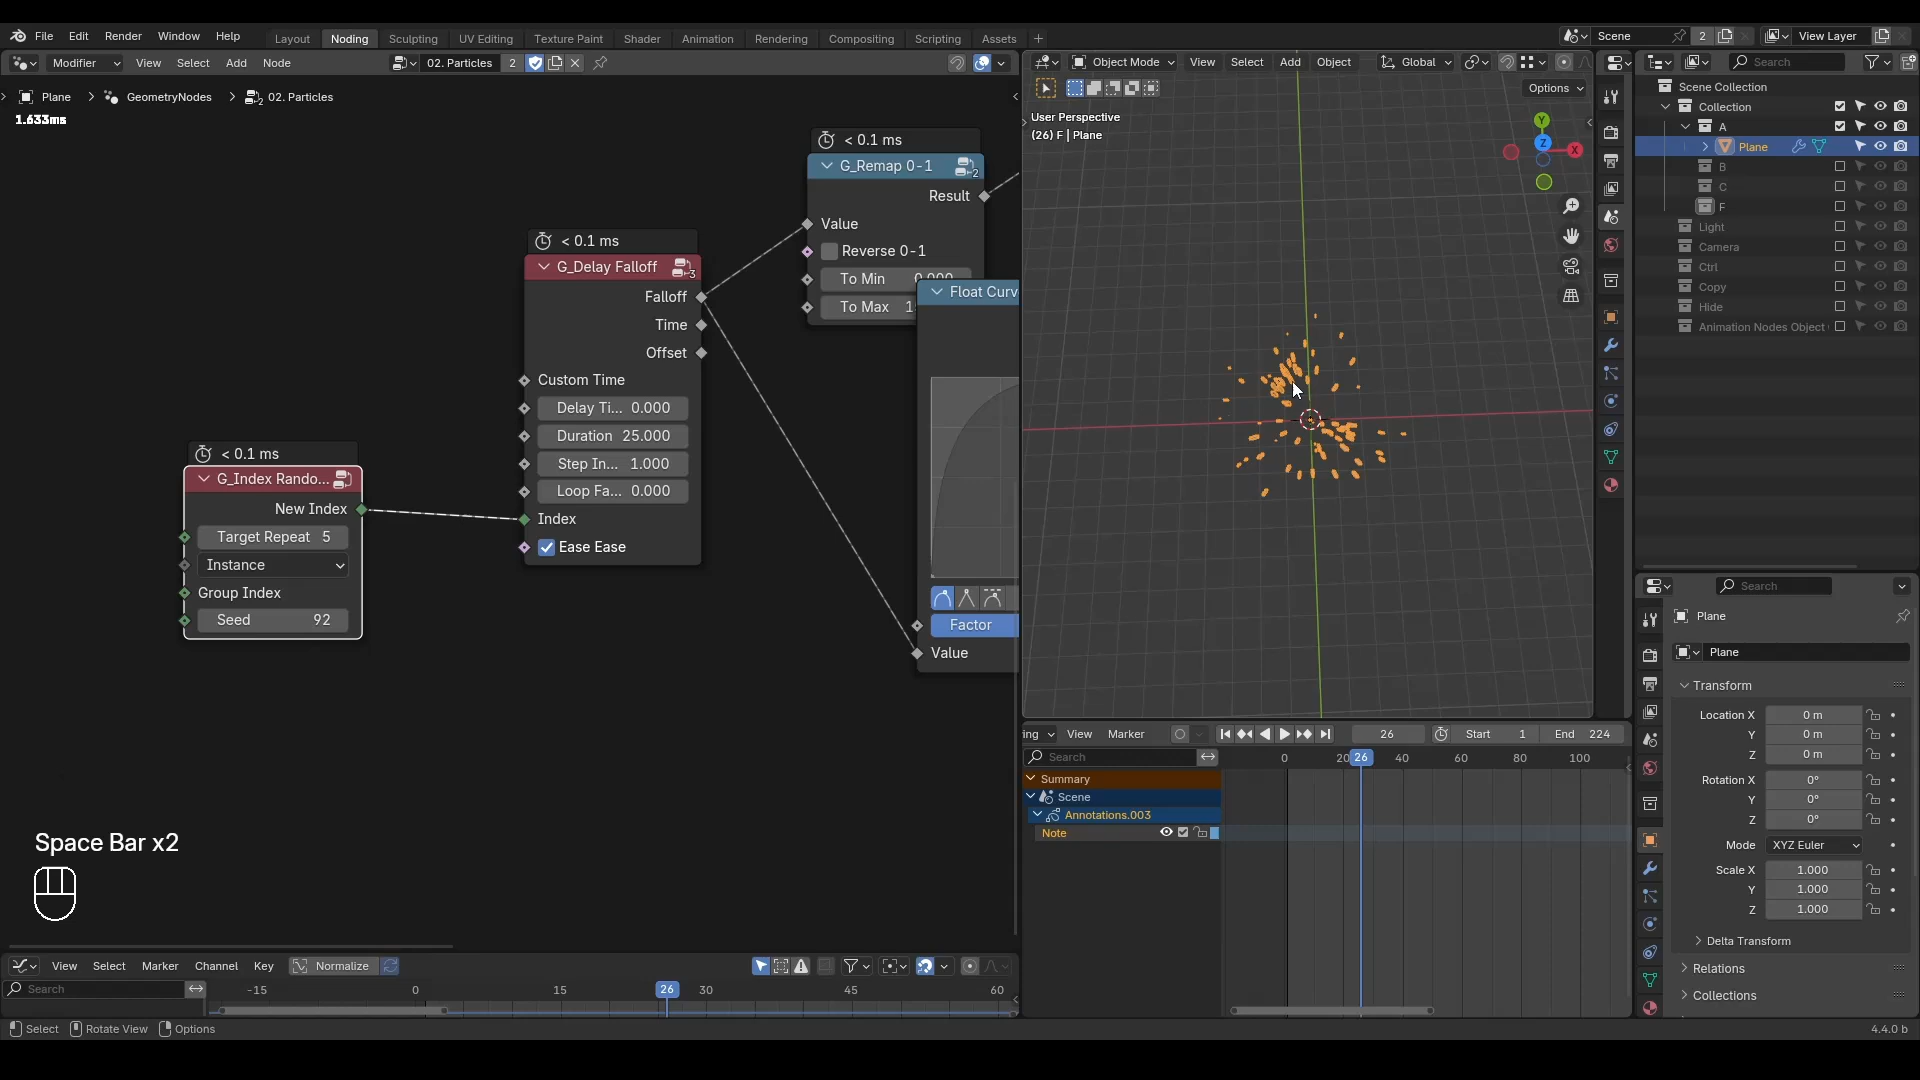 File Edit Render Window Help Layout Noding Sculpting UV Editing Texture Paint Shader Animation Rendering Compositing Scripting Assets + Scene 2 View Layer
Modifier View Select Add Node 02. Particles 2
Object Mode View Select Add Object Global
Search
Plane GeometryNodes 02. Particles
1.633ms
Options
User Perspective
(26) F | Plane
Y
Z
X
Scene Collection
Collection
A
Plane
B
C
F
Light
Camera
Ctrl
Copy
Hide
Animation Nodes Object
< 0.1 ms
G_Remap 0-1
2
Result
Value
Reverse 0-1
To Min 0.000
To Max 1
< 0.1 ms
G_Delay Falloff
3
Falloff
Time
Offset
Custom Time
Delay Ti... 0.000
Duration 25.000
Step In... 1.000
Loop Fa... 0.000
Index
Ease Ease
< 0.1 ms
G_Index Rando...
New Index
Target Repeat 5
Instance
Group Index
Seed 92
Float Curv
Factor
Value
Space Bar x2
ing View Marker 26 Start 1 End 224
Search
0 20 26 40 60 80 100
Summary
Scene
Annotations.003
Note
Search
Plane
Plane
Transform
Location X 0 m
Y 0 m
Z 0 m
Rotation X 0°
Y 0°
Z 0°
Mode XYZ Euler
Scale X 1.000
Y 1.000
Z 1.000
Delta Transform
Relations
Collections
View Select Marker Channel Key Normalize
Search
-15 0 15 26 30 45 60
Select Rotate View Options
4.4.0 b